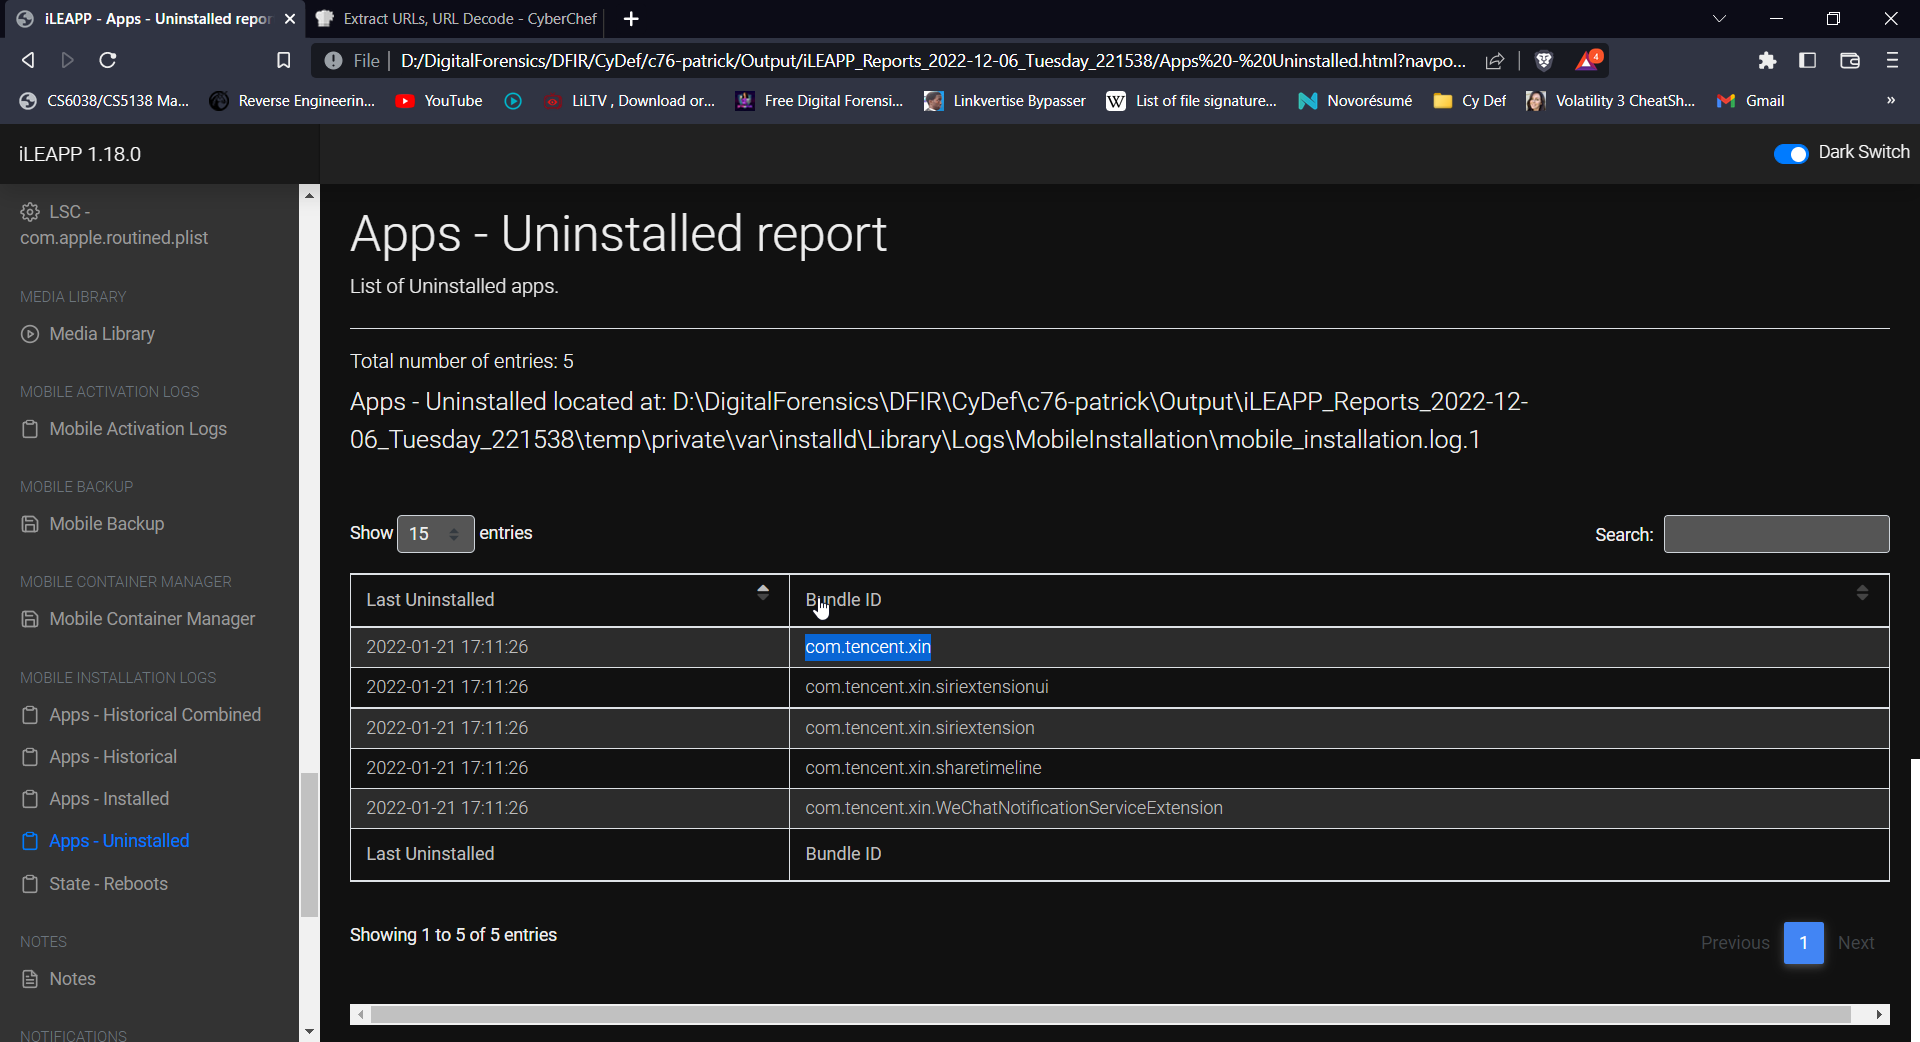 iLEAPP - Apps - Uninstalled repor
Extract URLs, URL Decode - CyberChef
File
D:/DigitalForensics/DFIR/CyDef/c76-patrick/Output/iLEAPP_Reports_2022-12-06_Tuesday_221538/Apps%20-%20Uninstalled.html?navpo...
4
CS6038/CS5138 Ma...
Reverse Engineerin...
YouTube
LiLTV , Download or...
Free Digital Forensi...
Linkvertise Bypasser
W
List of file signature...
Novorésumé
Cy Def
Volatility 3 CheatSh...
Gmail
»
iLEAPP 1.18.0
Dark Switch
LSC -
com.apple.routined.plist
MEDIA LIBRARY
Media Library
MOBILE ACTIVATION LOGS
Mobile Activation Logs
MOBILE BACKUP
Mobile Backup
MOBILE CONTAINER MANAGER
Mobile Container Manager
MOBILE INSTALLATION LOGS
Apps - Historical Combined
Apps - Historical
Apps - Installed
Apps - Uninstalled
State - Reboots
NOTES
Notes
NOTIFICATIONS
Apps - Uninstalled report
List of Uninstalled apps.
Total number of entries: 5
Apps - Uninstalled located at: D:\DigitalForensics\DFIR\CyDef\c76-patrick\Output\iLEAPP_Reports_2022-12-
06_Tuesday_221538\temp\private\var\installd\Library\Logs\MobileInstallation\mobile_installation.log.1
Show 15 entries
Search:
Last Uninstalled Bundle ID
2022-01-21 17:11:26 com.tencent.xin
2022-01-21 17:11:26 com.tencent.xin.siriextensionui
2022-01-21 17:11:26 com.tencent.xin.siriextension
2022-01-21 17:11:26 com.tencent.xin.sharetimeline
2022-01-21 17:11:26 com.tencent.xin.WeChatNotificationServiceExtension
Last Uninstalled Bundle ID
Showing 1 to 5 of 5 entries
Previous 1 Next